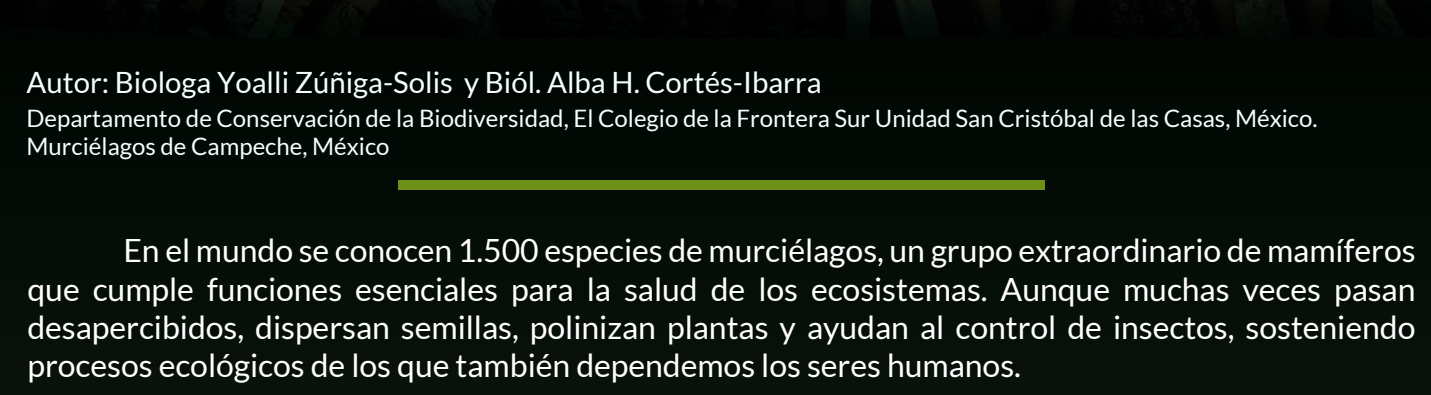 Autor: Biologa Yoalli Zúñiga-Solis y Biól. Alba H. Cortés-Ibarra
Departamento de Conservación de la Biodiversidad, El Colegio de la Frontera Sur Unidad San Cristóbal de las Casas, México.
Murciélagos de Campeche, México
En el mundo se conocen 1.500 especies de murciélagos, un grupo extraordinario de mamíferos
que cumple funciones esenciales para la salud de los ecosistemas. Aunque muchas veces pasan
desapercibidos, dispersan semillas, polinizan plantas y ayudan al control de insectos, sosteniendo
procesos ecológicos de los que también dependemos los seres humanos.